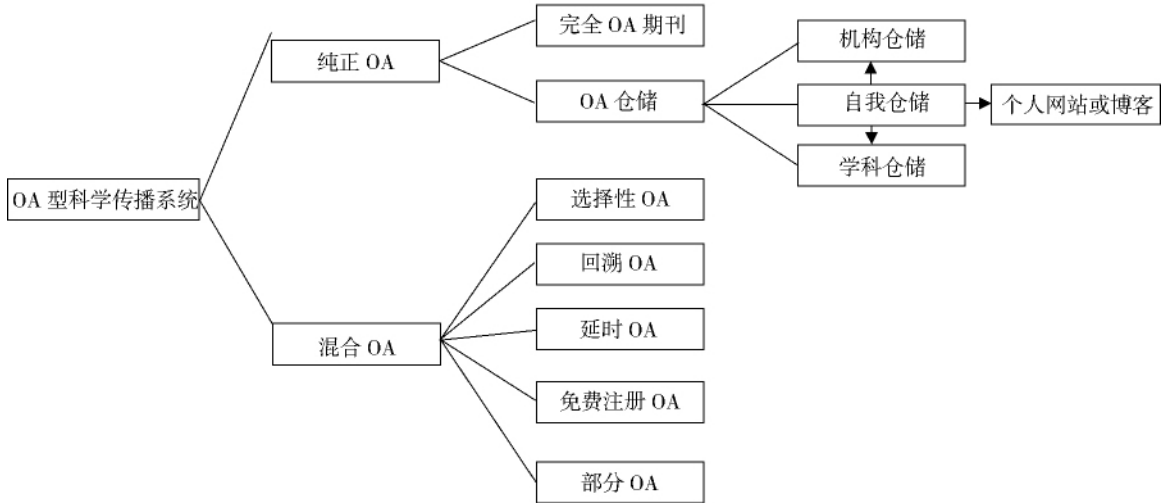 完全 OA 期刊
机构仓储
纯正 OA
OA 仓储
自我仓储
个人网站或博客
学科仓储
OA 型科学传播系统
选择性 OA
回溯 OA
延时 OA
混合 OA
免费注册 OA
部分 OA